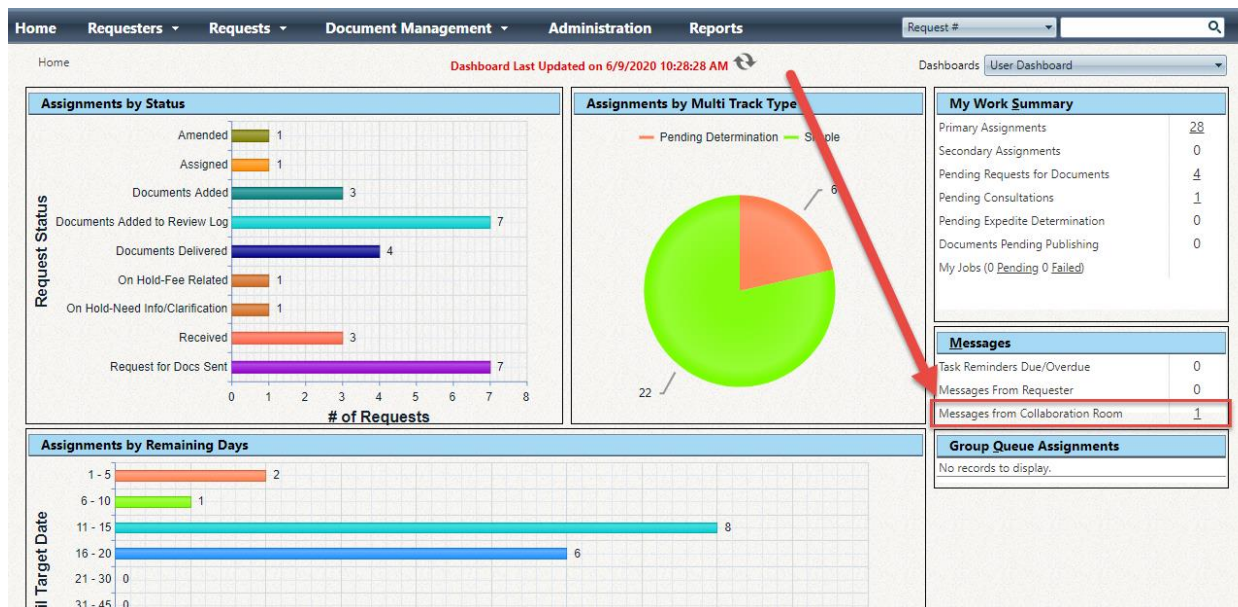 Home Requesters Requests Document Management Administration Reports Request #
Home
Dashboard Last Updated on 6/9/2020 10:28:28 AM
Dashboards User Dashboard
Assignments by Status
Request Status
Amended 1
Assigned 1
Documents Added 3
Documents Added to Review Log 7
Documents Delivered 4
On Hold-Fee Related 1
On Hold-Need Info/Clarification 1
Received 3
Request for Docs Sent 7
0 1 2 3 4 5 6 7 8
# of Requests
Assignments by Multi Track Type
Pending Determination Simple
6
22
My Work Summary
Primary Assignments 28
Secondary Assignments 0
Pending Requests for Documents 4
Pending Consultations 1
Pending Expedite Determination 0
Documents Pending Publishing 0
My Jobs (0 Pending 0 Failed)
Messages
Task Reminders Due/Overdue 0
Messages From Requester 0
Messages from Collaboration Room 1
Group Queue Assignments
No records to display.
Assignments by Remaining Days
Target Date
1 - 5 2
6 - 10 1
11 - 15 8
16 - 20 6
21 - 30 0
31 - 45 0